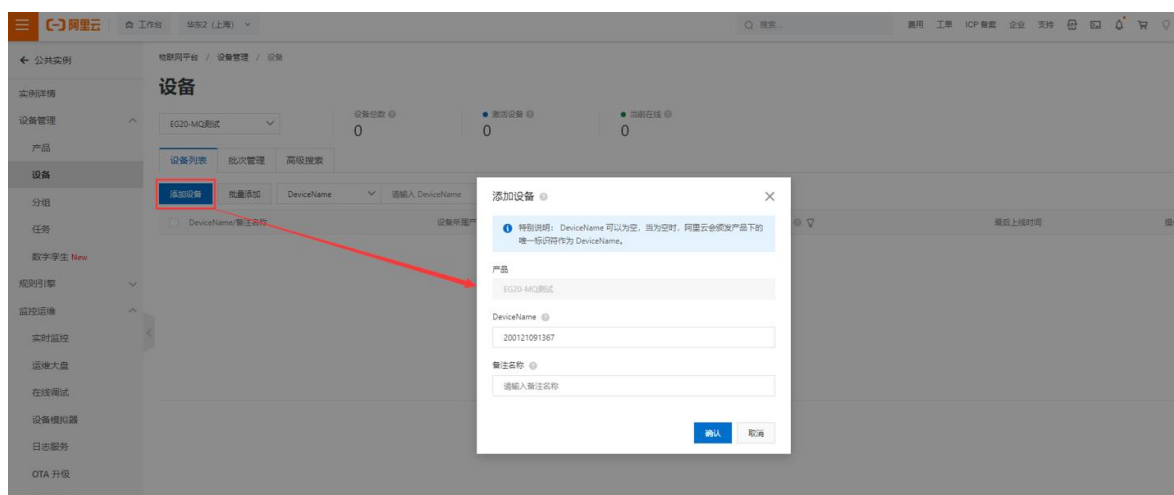 阿里云
工作台
华东2（上海）
搜索...
费用 工单 ICP 备案 企业 支持
公共实例
物联网平台 / 设备管理 / 设备
设备
实例详情
设备管理
产品
设备
分组
任务
数字孪生 New
规则引擎
监控运维
实时监控
运维大盘
在线调试
设备模拟器
日志服务
OTA 升级
EG20-MQ测试
设备总数
0
激活设备
0
当前在线
0
设备列表 批次管理 高级搜索
添加设备 批量添加 DeviceName 请输入 DeviceName
DeviceName/备注名称
设备所属产
最后上线时间
添加设备
特别说明： DeviceName 可以为空，当为空时，阿里云会颁发产品下的
唯一标识符作为 DeviceName。
产品
EG20-MQ测试
DeviceName
200121091367
备注名称
请输入备注名称
确认 取消